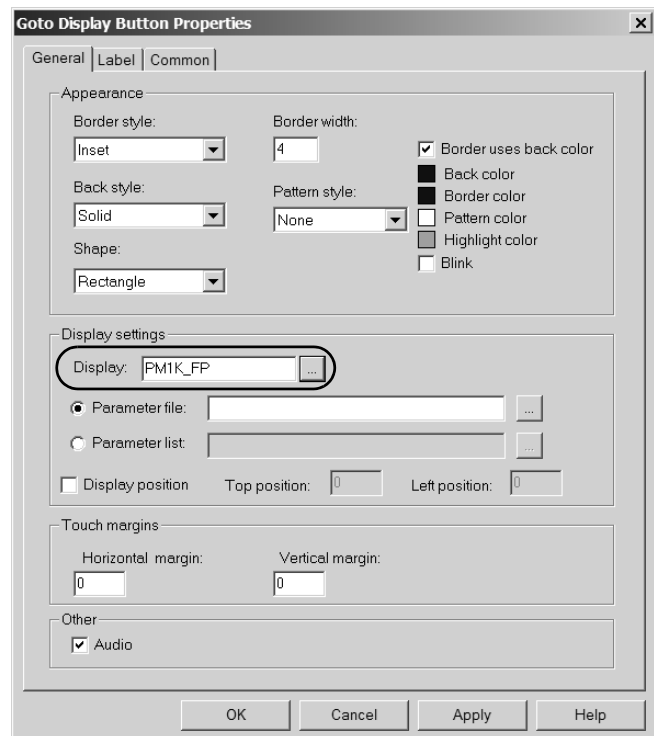 Goto Display Button Properties
General Label Common
Appearance
Border style:
Inset
Border width:
4
Border uses back color
Back color
Border color
Pattern color
Highlight color
Blink
Back style:
Solid
Pattern style:
None
Shape:
Rectangle
Display settings
Display: PM1K_FP ...
Parameter file: ...
Parameter list: ...
Display position Top position: 0 Left position: 0
Touch margins
Horizontal margin: Vertical margin:
0 0
Other
Audio
OK Cancel Apply Help